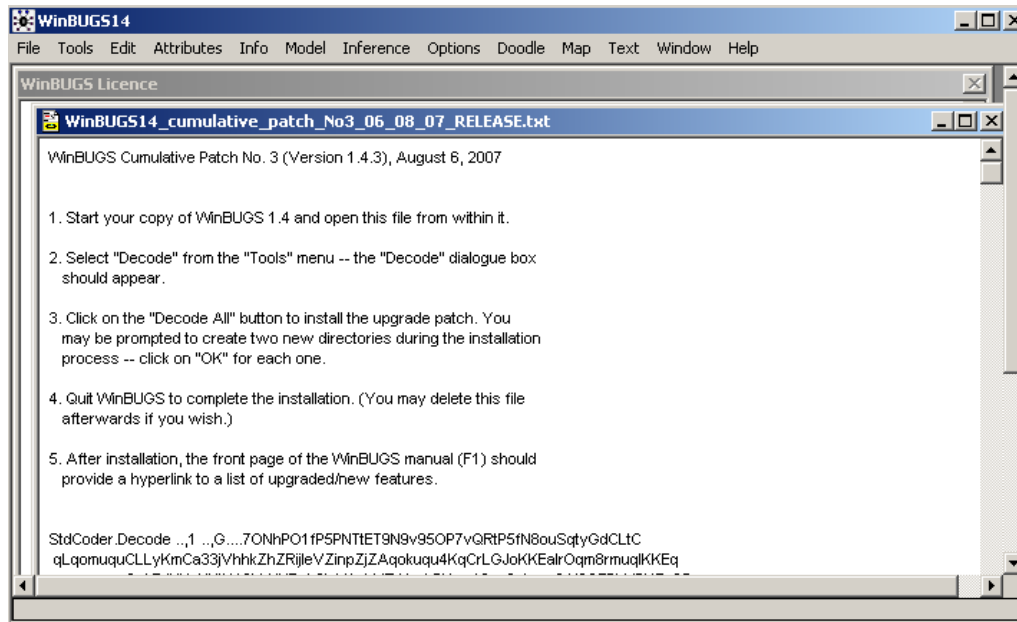 WinBUGS14
File Tools Edit Attributes Info Model Inference Options Doodle Map Text Window Help
WinBUGS Licence
WinBUGS14_cumulative_patch_No3_06_08_07_RELEASE.txt
WinBUGS Cumulative Patch No. 3 (Version 1.4.3), August 6, 2007
1. Start your copy of WinBUGS 1.4 and open this file from within it.
2. Select "Decode" from the "Tools" menu -- the "Decode" dialogue box
should appear.
3. Click on the "Decode All" button to install the upgrade patch. You
may be prompted to create two new directories during the installation
process -- click on "OK" for each one.
4. Quit WinBUGS to complete the installation. (You may delete this file
afterwards if you wish.)
5. After installation, the front page of the WinBUGS manual (F1) should
provide a hyperlink to a list of upgraded/new features.
StdCoder.Decode ..,1 ..,G....7ONhPO1fP5PNTtET9N9v95OP7vQRtP5fN8ouSqtyGdCLtC
qLqomuquCLLyKmCa33jVhhkZhZRijleVZinpZjZAqokuqu4KqCrLGJoKKEalrOqm8rmuqlKKEq